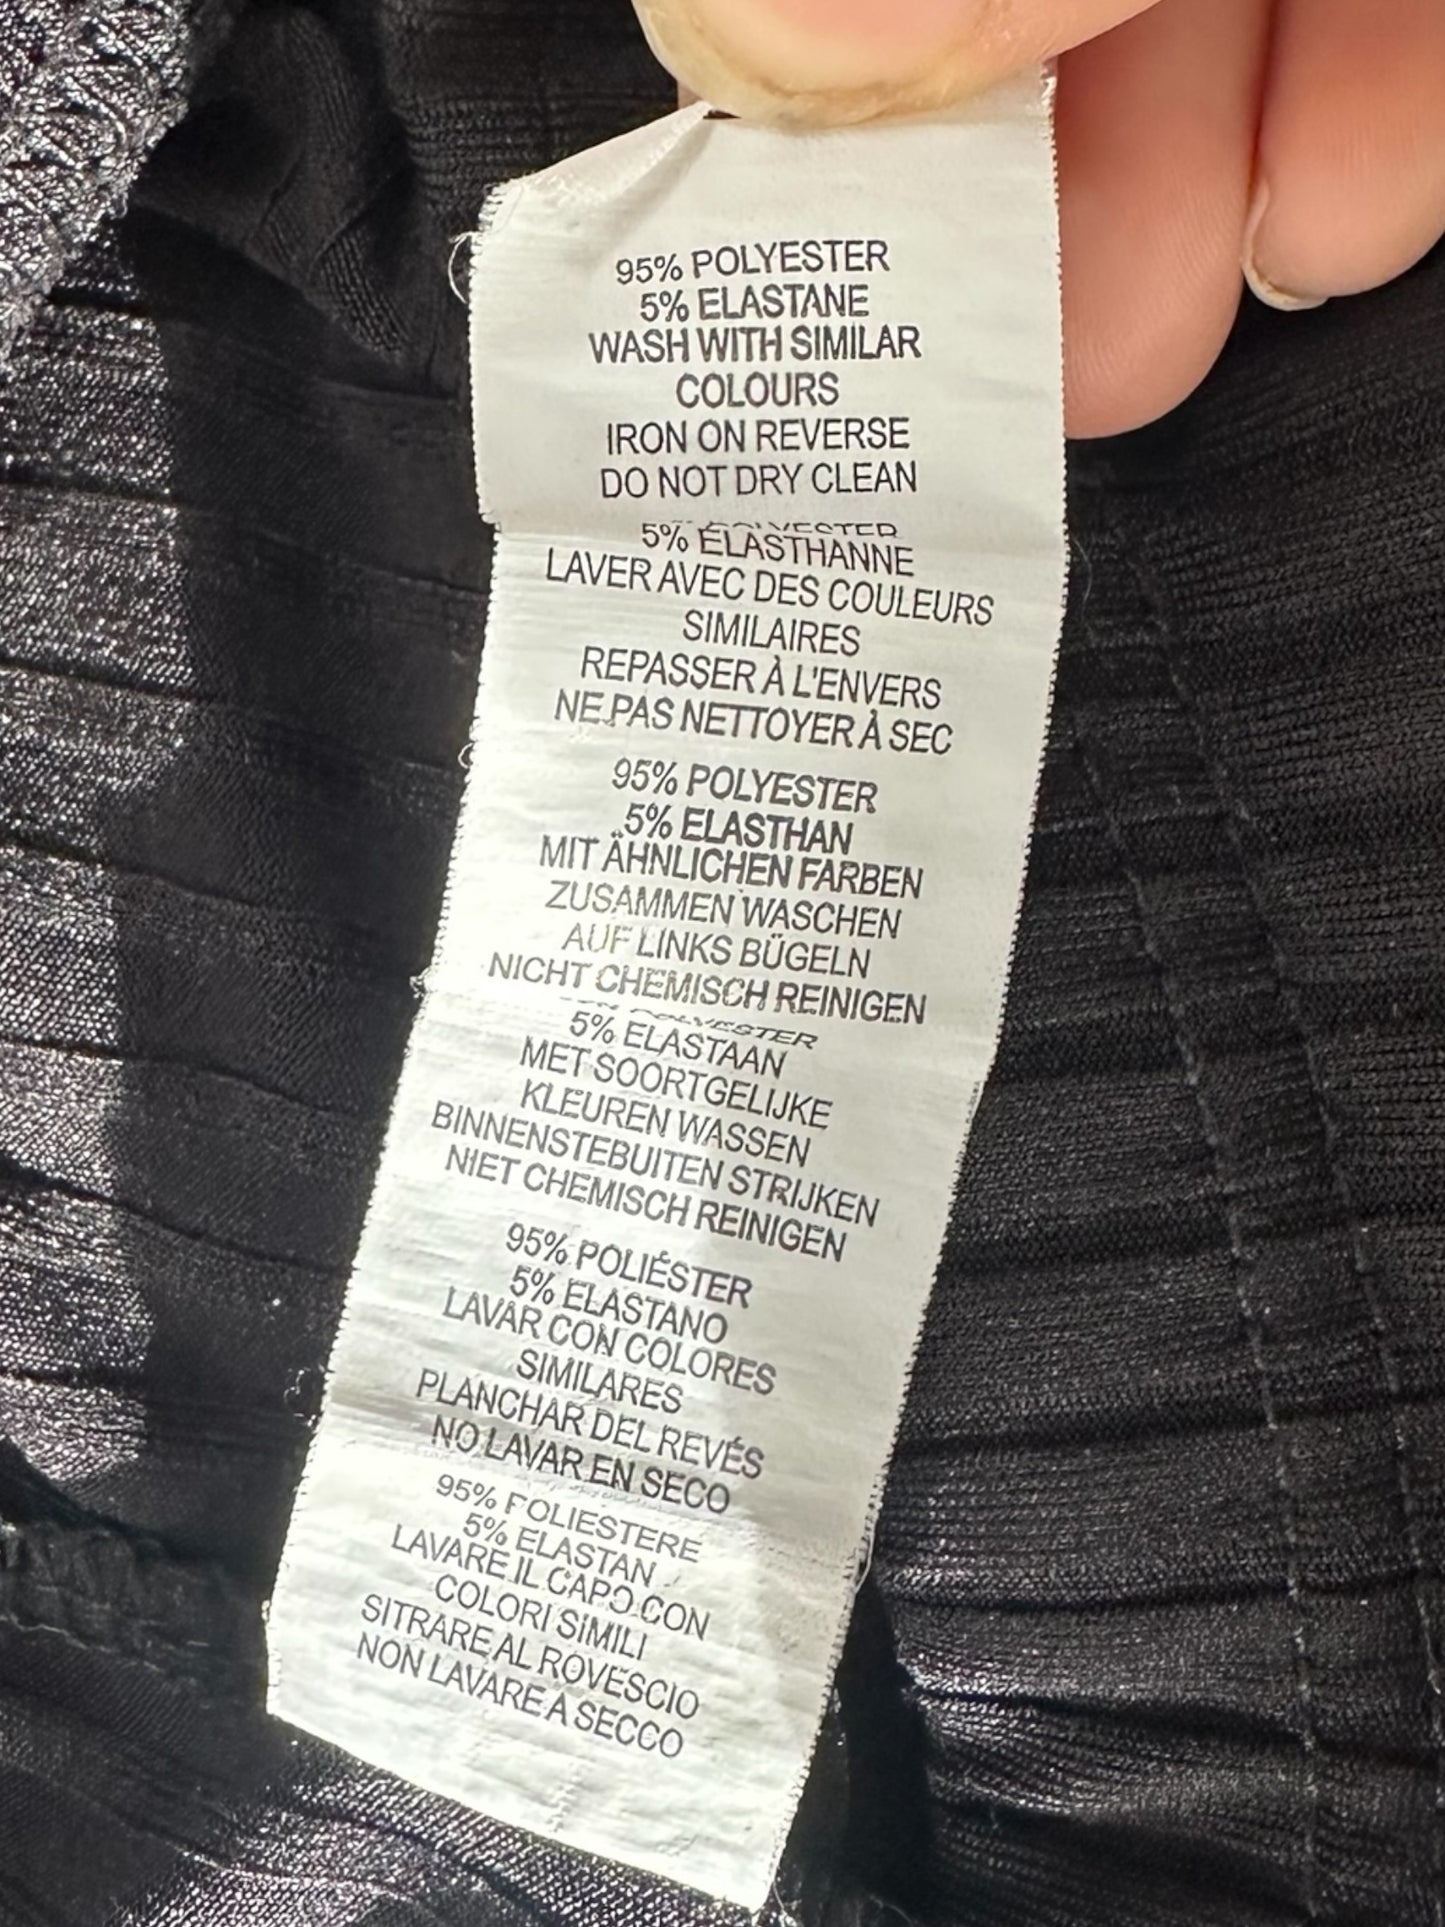 95% POLYESTER
5% ELASTANE
WASH WITH SIMILAR
COLOURS
IRON ON REVERSE
DO NOT DRY CLEAN
POLYESTER
5% ÉLASTHANNE
LAVER AVEC DES COULEURS
SIMILAIRES
REPASSER À L'ENVERS
NE PAS NETTOYER À SEC
95% POLYESTER
5% ELASTHAN
MIT ÄHNLICHEN FARBEN
ZUSAMMEN WASCHEN
AUF LINKS BÜGELN
NICHT CHEMISCH REINIGEN
POLYESTER
5% ELASTAAN
MET SOORTGELIJKE
KLEUREN WASSEN
BINNENSTEBUITEN STRIJKEN
NIET CHEMISCH REINIGEN
95% POLIÉSTER
5% ELASTANO
LAVAR CON COLORES
SIMILARES
PLANCHAR DEL REVÉS
NO LAVAR EN SECO
95% POLIESTERE
5% ELASTAN
LAVARE IL CAPO CON
COLORI SIMILI
SITRARE AL ROVESCIO
NON LAVARE A SECCO